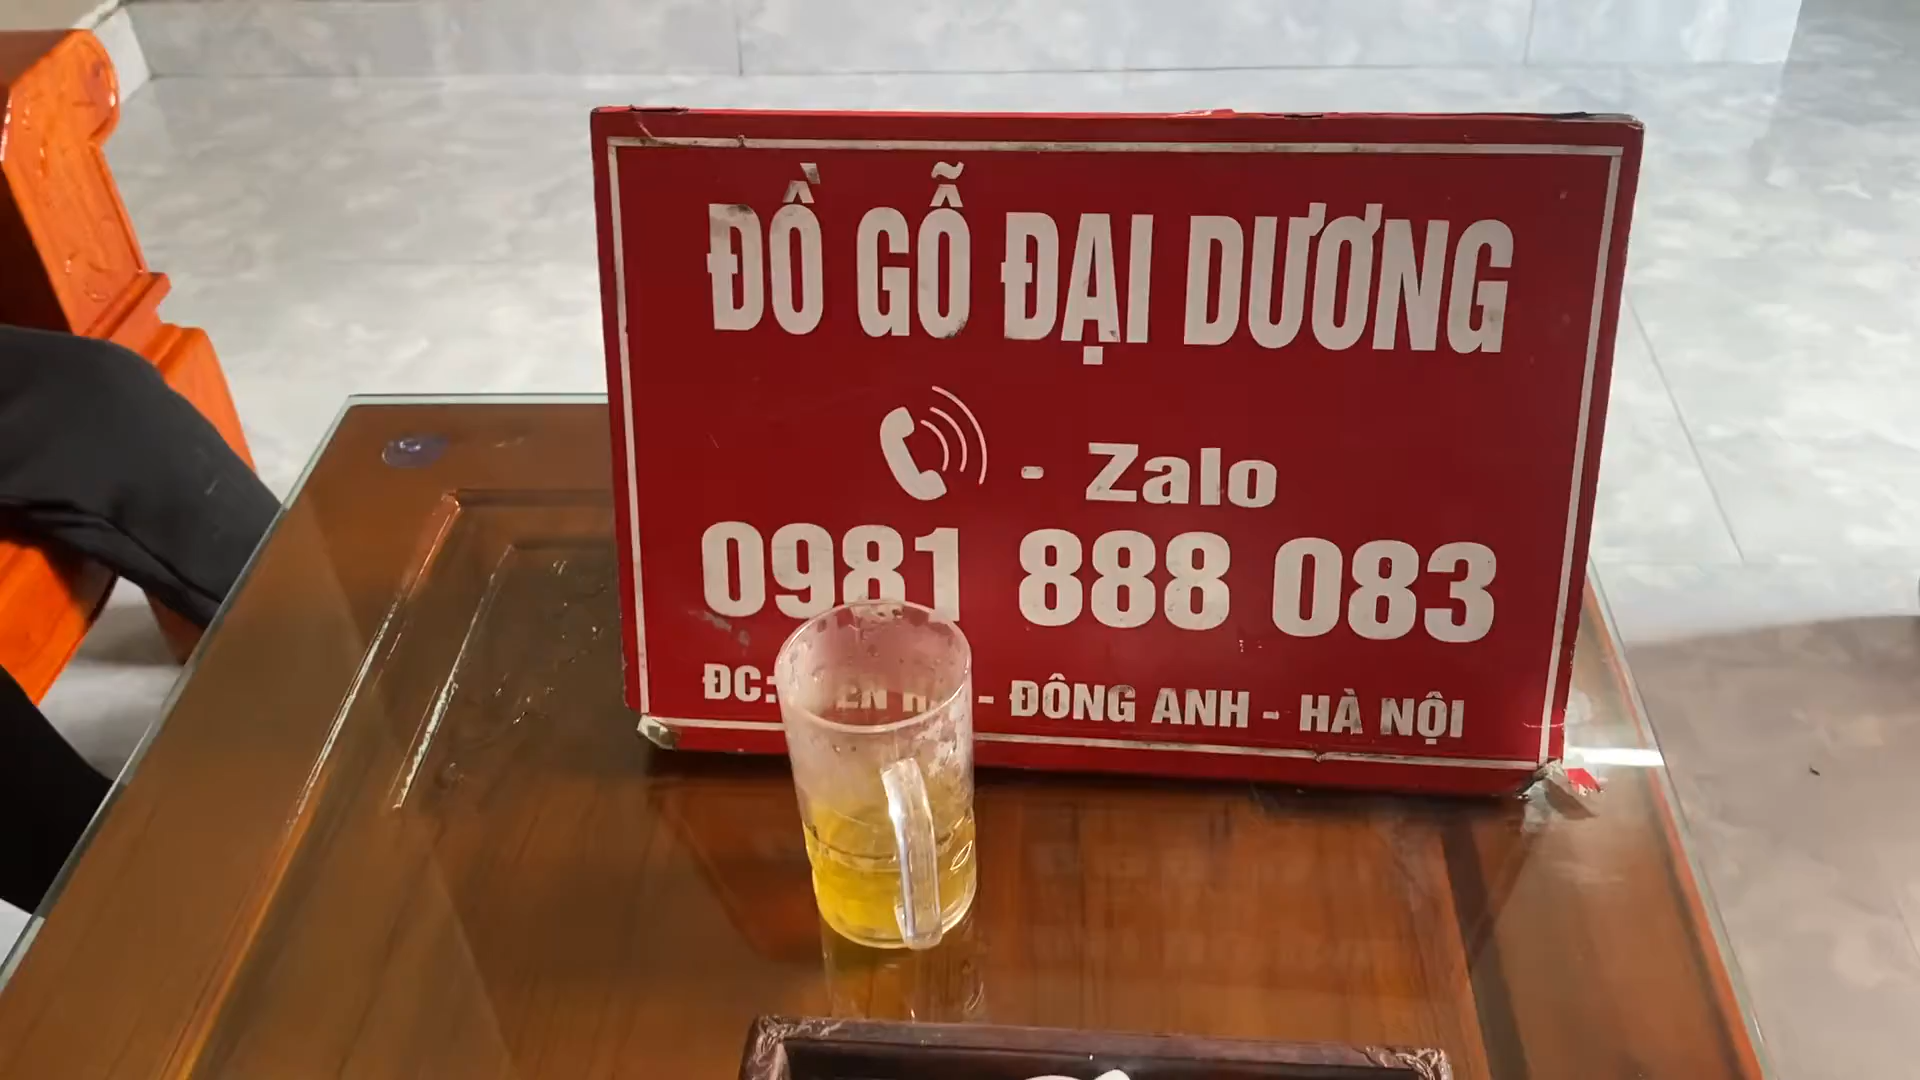 ĐỒ GỖ ĐẠI DƯƠNG
- Zalo
0981 888 083
ĐC: - ĐÔNG ANH - HÀ NỘI